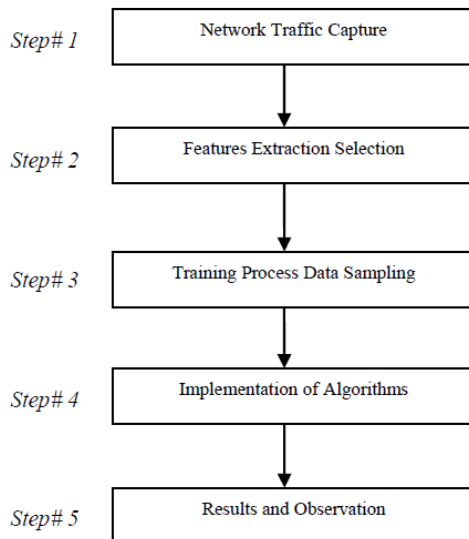 Step# 1
Network Traffic Capture
Step# 2
Features Extraction Selection
Step# 3
Training Process Data Sampling
Step# 4
Implementation of Algorithms
Step# 5
Results and Observation